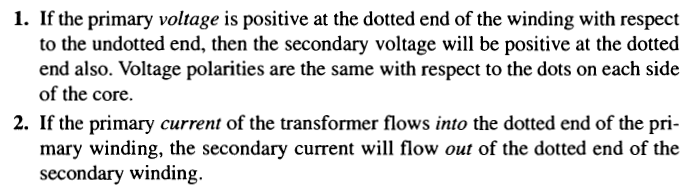 1. If the primary voltage is positive at the dotted end of the winding with respect
to the undotted end, then the secondary voltage will be positive at the dotted
end also. Voltage polarities are the same with respect to the dots on each side
of the core.
2. If the primary current of the transformer flows into the dotted end of the pri-
mary winding, the secondary current will flow out of the dotted end of the
secondary winding.